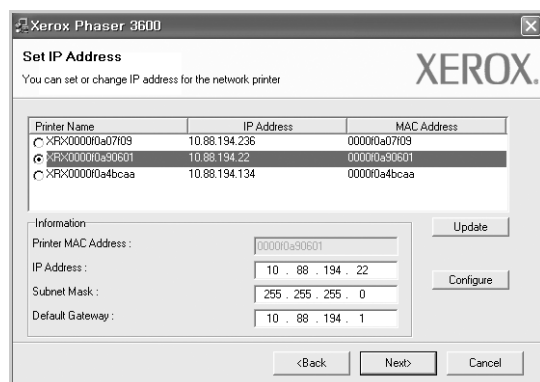 Xerox Phaser 3600
Set IP Address
You can set or change IP address for the network printer
XEROX.
Printer Name IP Address MAC Address
XRX0000f0a07f09 10.88.194.236 0000f0a07f09
XRX0000f0a90601 10.88.194.22 0000f0a90601
XRX0000f0a4bcaa 10.88.194.134 0000f0a4bcaa
Information
Update
Printer MAC Address : 0000f0a90601
IP Address : 10 . 88 . 194 . 22
Configure
Subnet Mask : 255 . 255 . 255 . 0
Default Gateway : 10 . 88 . 194 . 1
<Back Next> Cancel